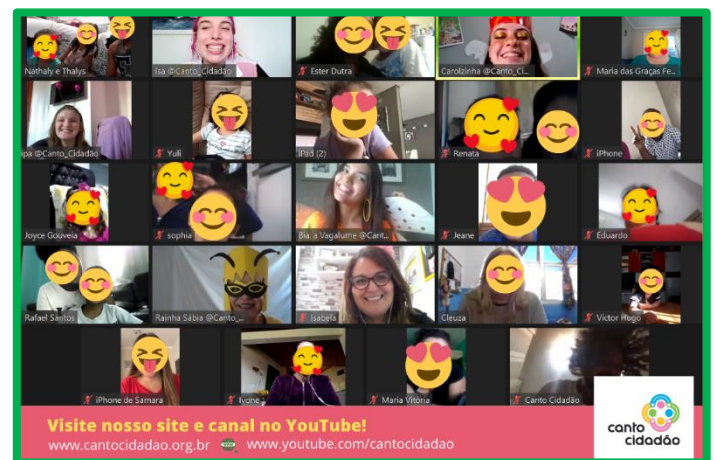 Nathaly e Thalys
Isa @Canto_Cidadão
Ester Dutra
Carolzinha @Canto_Ci...
Maria das Graças Fe...
ipa @Canto_Cidadão
Yuli
iPad (2)
Renata
iPhone
Joyce Gouveia
sophia
Bia a Vagalume @Cant...
Jeane
Eduardo
Rafael Santos
Rainha Sábia @Canto_...
Isabela
Cleuza
Victor Hugo
iPhone de Samara
Ivone
Maria Vitória
Canto Cidadão
Visite nosso site e canal no YouTube!
www.cantocidadao.org.br www.youtube.com/cantocidadao
canto
cidadão